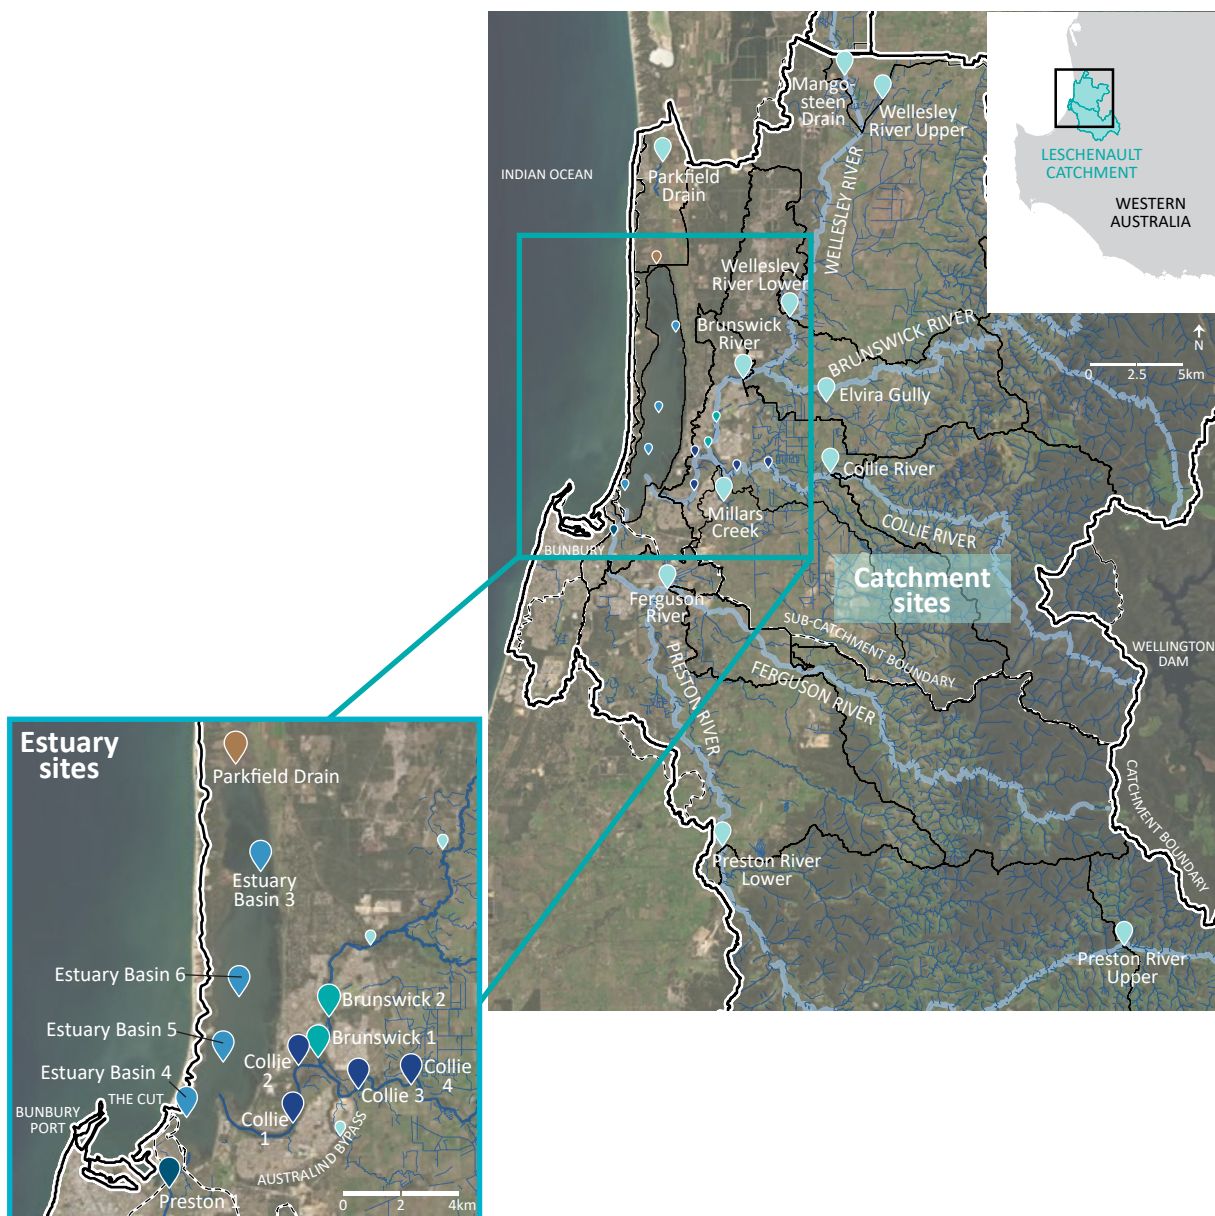 Mango-
steen
Drain
Wellesley
River Upper
LESCHENAULT
CATCHMENT
WESTERN
AUSTRALIA
INDIAN OCEAN
Parkfield
Drain
WELLESLEY RIVER
Wellesley
River Lower
Brunswick
River
BRUNSWICK RIVER
N
0 2.5 5km
Elvira Gully
Collie River
Millars
Creek
COLLIE RIVER
BUNBURY
Catchment
sites
Ferguson
River
SUB-CATCHMENT BOUNDARY
WELLINGTON
DAM
PRESTON RIVER
FERGUSON RIVER
CATCHMENT BOUNDARY
Preston River
Lower
Preston River
Upper
Estuary
sites
Parkfield Drain
Estuary
Basin 3
Estuary Basin 6
Brunswick 2
Estuary Basin 5
Brunswick 1
Collie
2
Collie
4
Estuary Basin 4
Collie 3
THE CUT
BUNBURY
PORT
Collie
1
AUSTRALIND BYPASS
Preston 1
0 2 4km